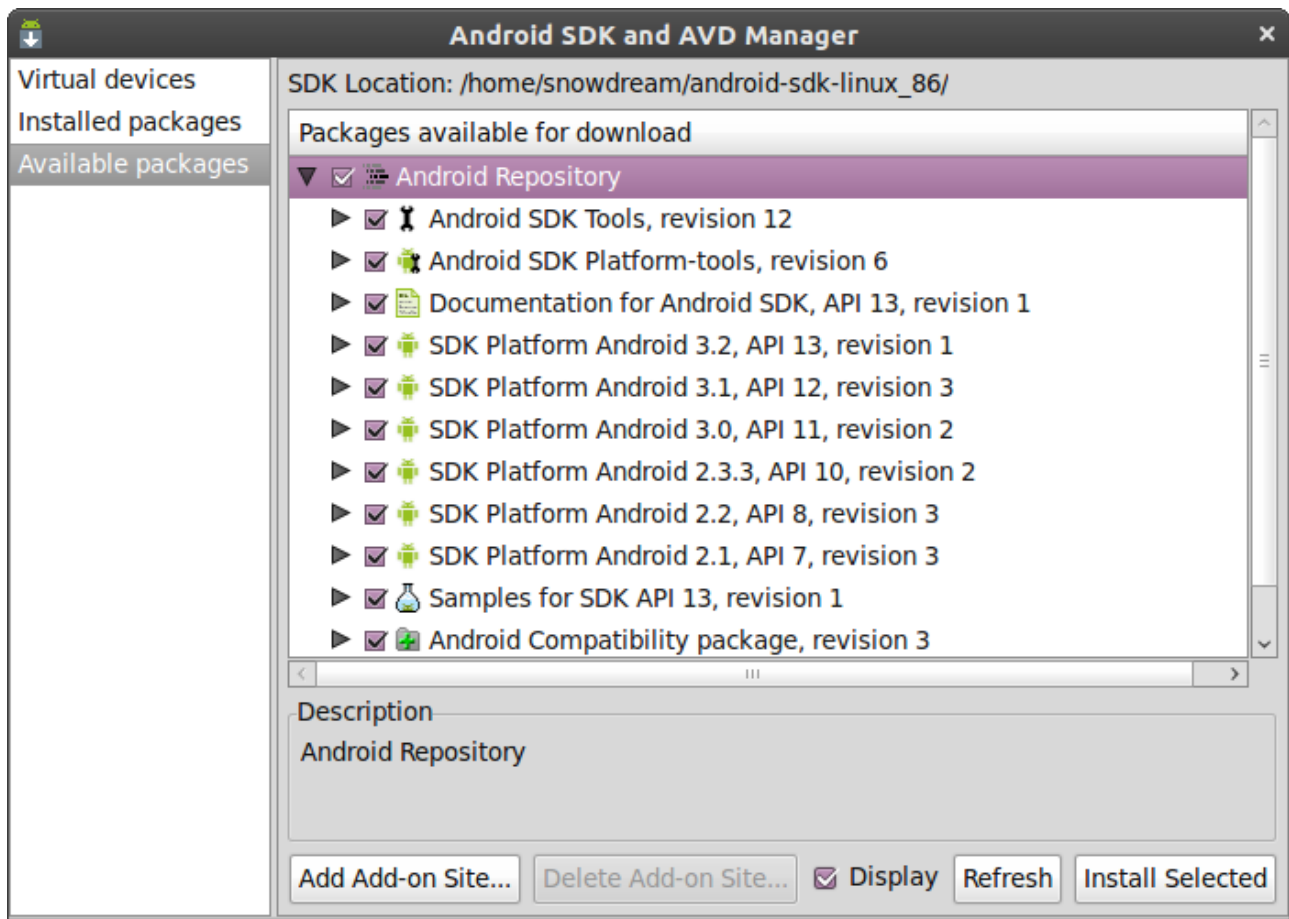 Android SDK and AVD Manager
Virtual devices
Installed packages
Available packages
SDK Location: /home/snowdream/android-sdk-linux_86/
Packages available for download
Android Repository
Android SDK Tools, revision 12
Android SDK Platform-tools, revision 6
Documentation for Android SDK, API 13, revision 1
SDK Platform Android 3.2, API 13, revision 1
SDK Platform Android 3.1, API 12, revision 3
SDK Platform Android 3.0, API 11, revision 2
SDK Platform Android 2.3.3, API 10, revision 2
SDK Platform Android 2.2, API 8, revision 3
SDK Platform Android 2.1, API 7, revision 3
Samples for SDK API 13, revision 1
Android Compatibility package, revision 3
Description
Android Repository
Add Add-on Site... Delete Add-on Site... Display Refresh Install Selected